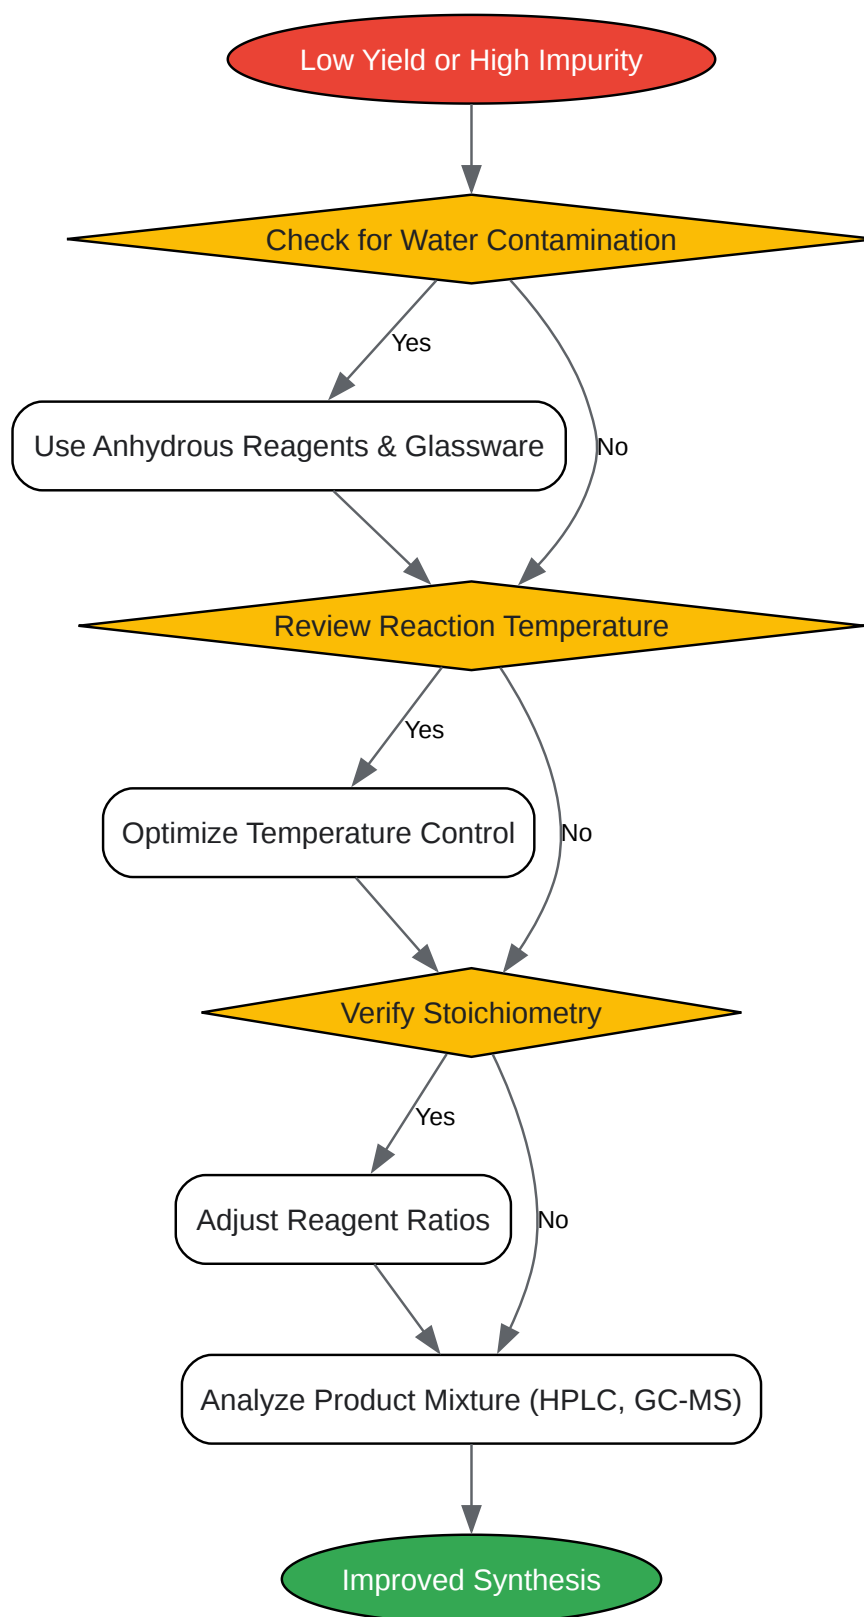 Low Yield or High Impurity
Check for Water Contamination
Yes
Use Anhydrous Reagents & Glassware
No
Review Reaction Temperature
Yes
Optimize Temperature Control
No
Verify Stoichiometry
Yes
Adjust Reagent Ratios
No
Analyze Product Mixture (HPLC, GC-MS)
Improved Synthesis